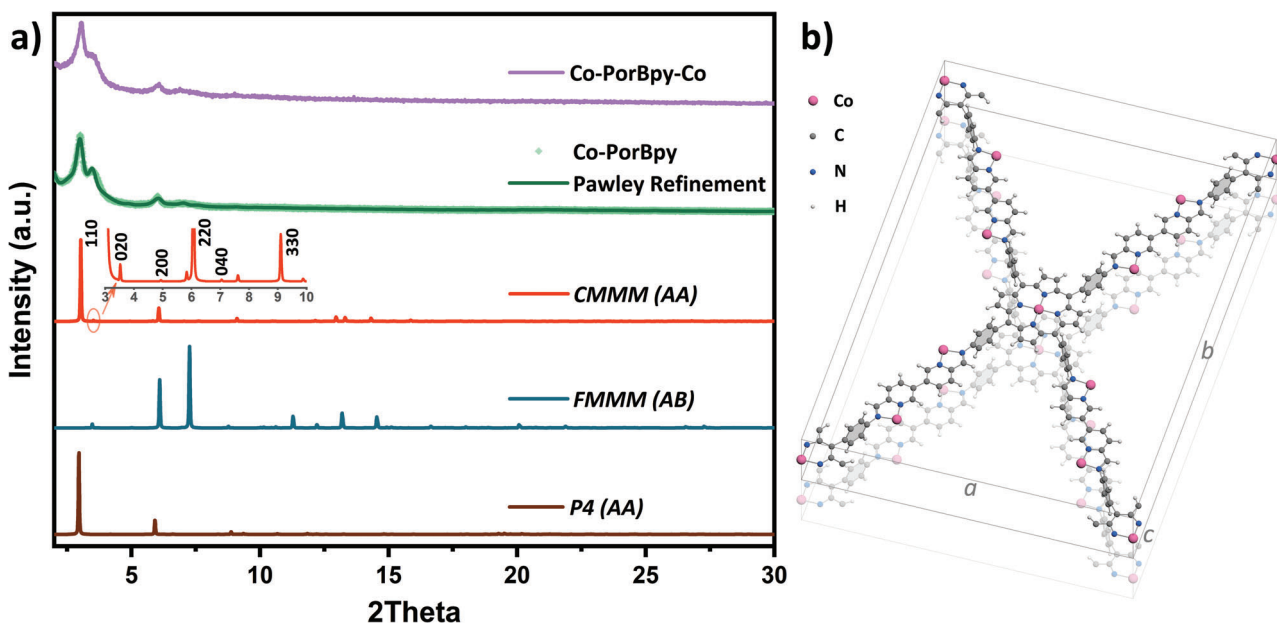 a)
Co-PorBpy-Co
Co-PorBpy
Pawley Refinement
110
020
200
220
040
330
3 4 5 6 7 8 9 10
CMMM (AA)
FMMM (AB)
P4 (AA)
Intensity (a.u.)
5 10 15 20 25 30
2Theta
b)
Co
C
N
H
a
b
c